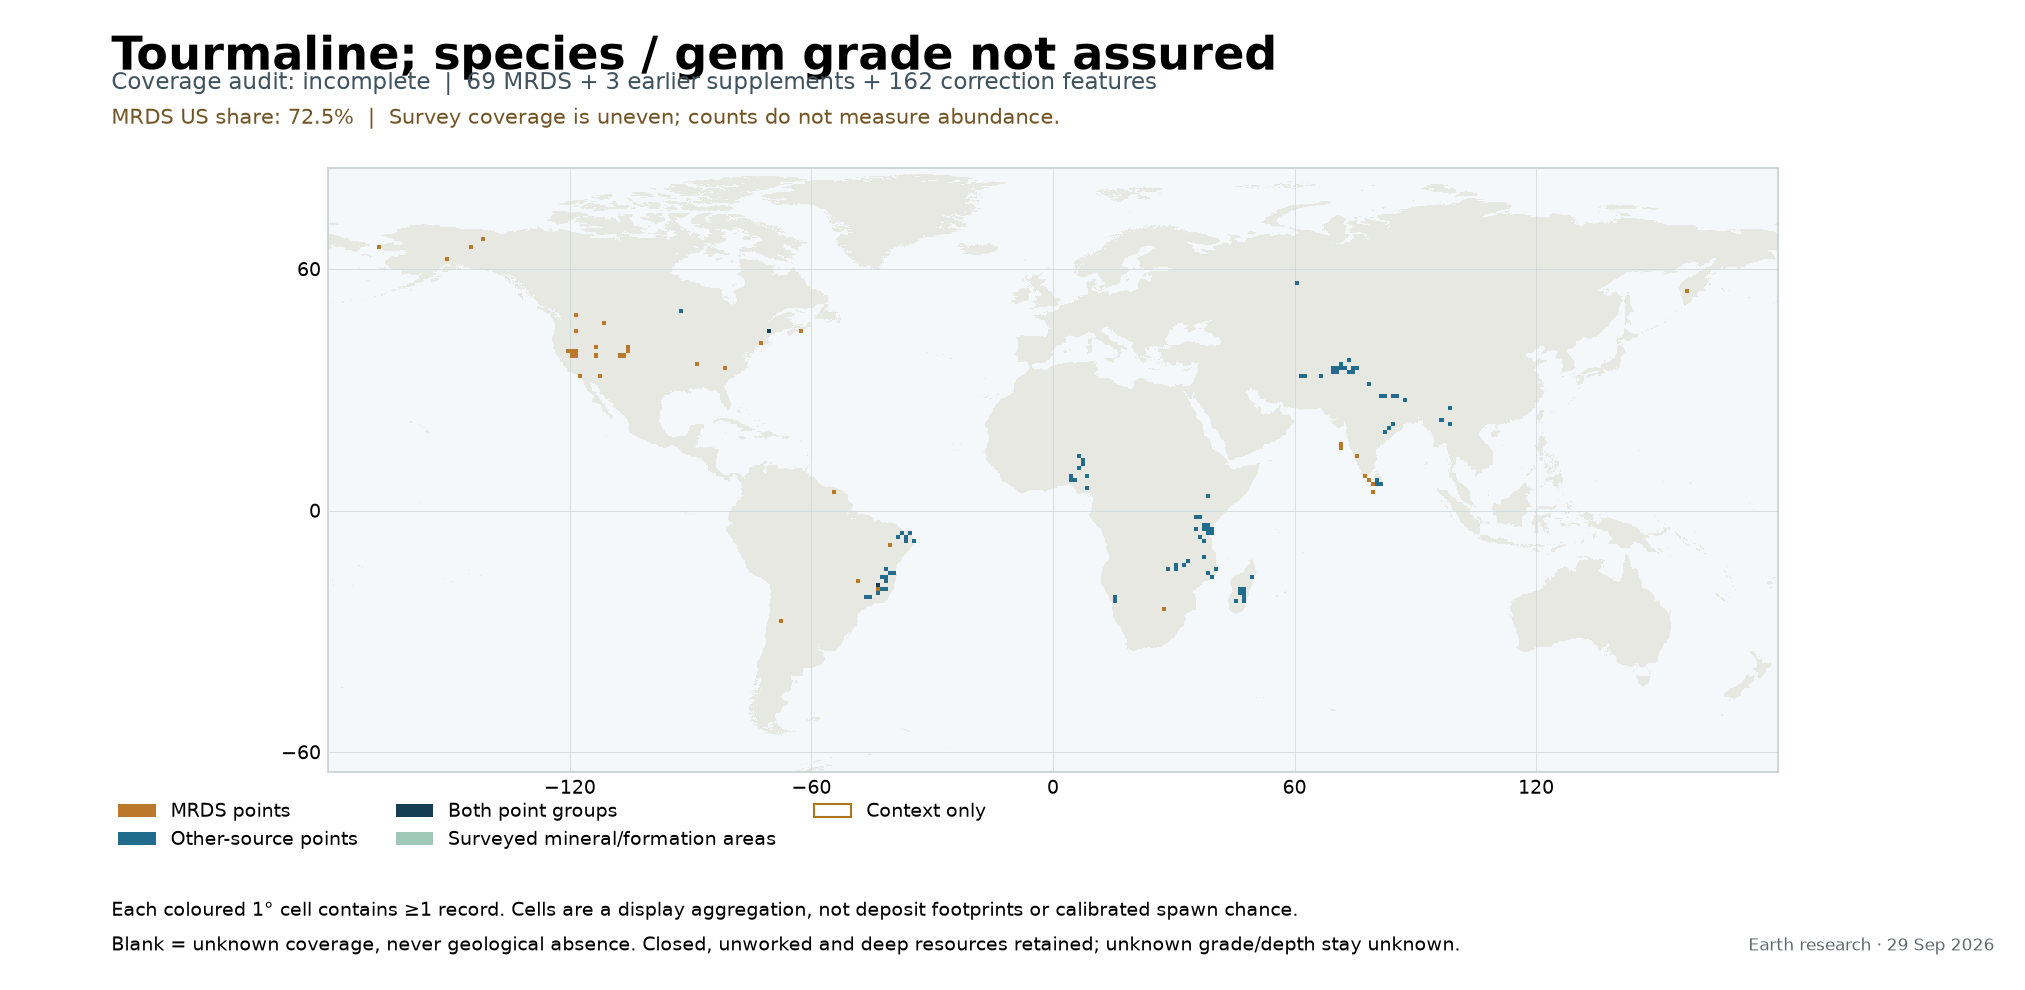 Tourmaline; species / gem grade not assured
Coverage audit: incomplete | 69 MRDS + 3 earlier supplements + 162 correction features
MRDS US share: 72.5% | Survey coverage is uneven; counts do not measure abundance.
60
0
−60
−120
−60
0
60
120
MRDS points
Both point groups
Context only
Other-source points
Surveyed mineral/formation areas
Each coloured 1° cell contains ≥1 record. Cells are a display aggregation, not deposit footprints or calibrated spawn chance.
Blank = unknown coverage, never geological absence. Closed, unworked and deep resources retained; unknown grade/depth stay unknown.
Earth research · 29 Sep 2026